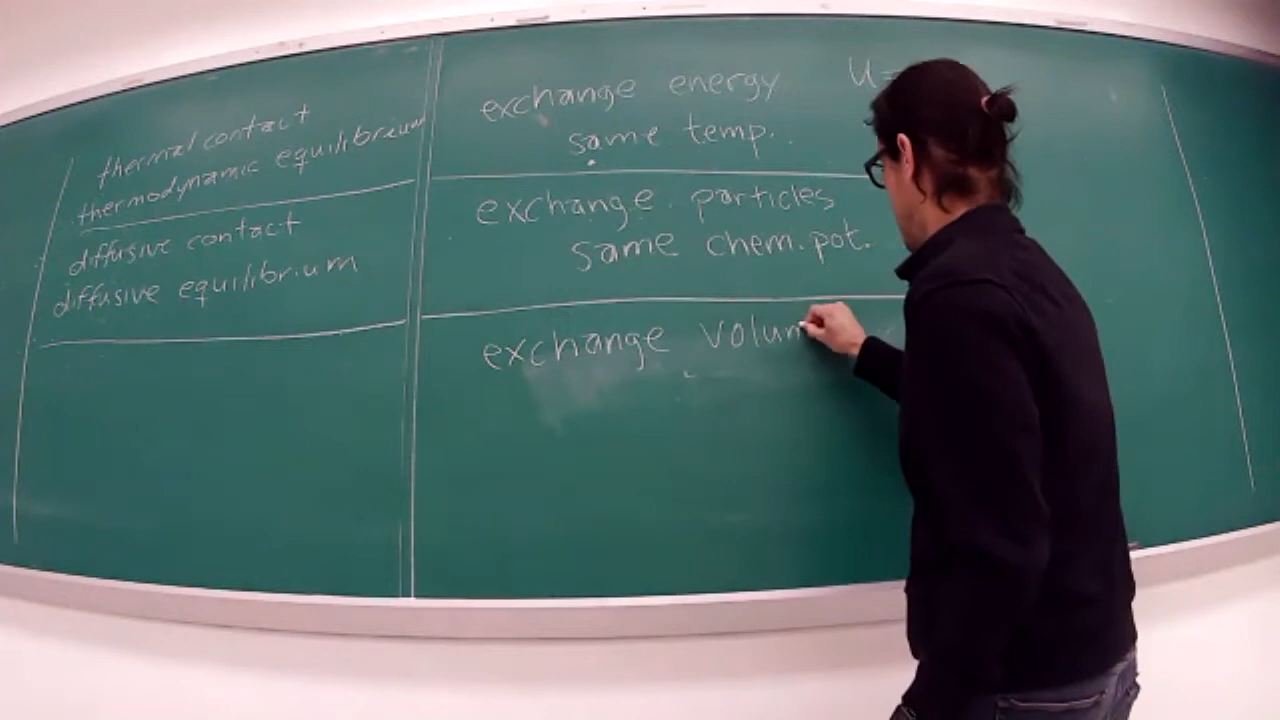 thermal contact
thermodynamic equilibrium
diffusive contact
diffusive equilibrium
exchange energy U=
same temp.
exchange particles
same chem. pot.
exchange volum